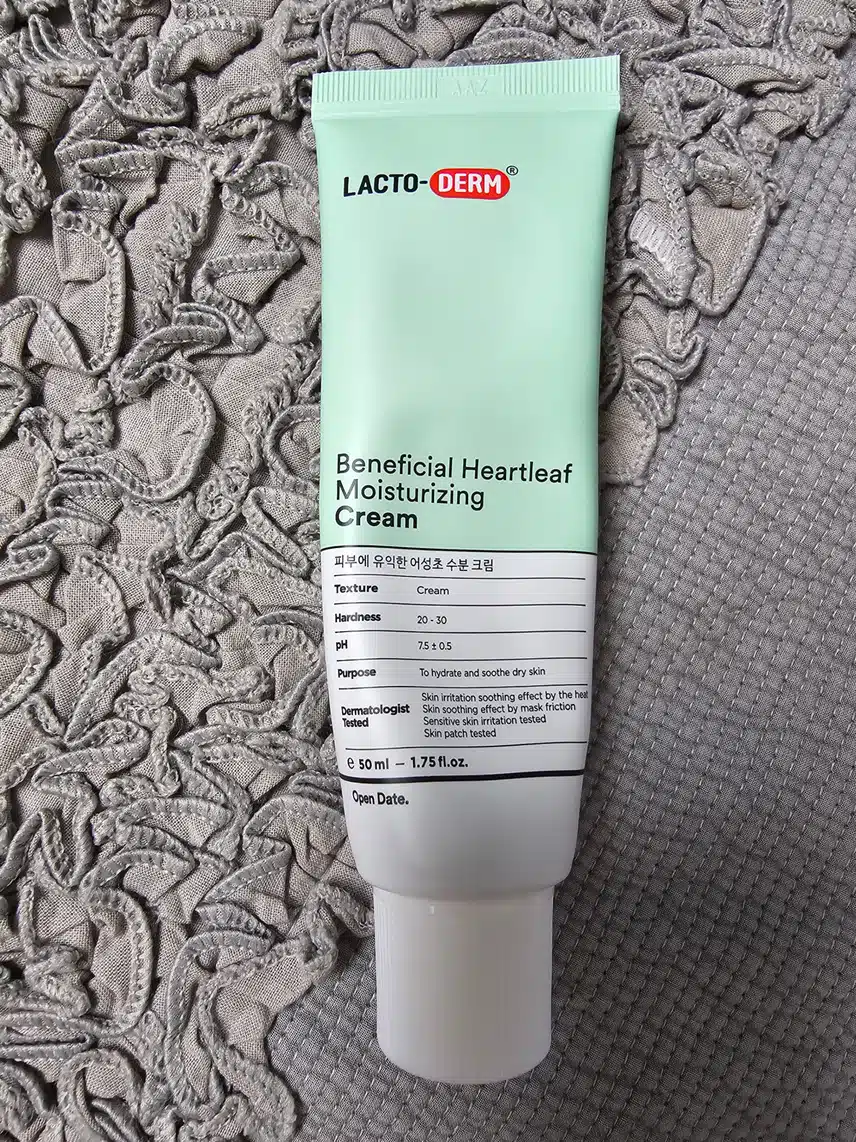 AAZ
LACTO-DERM®
Beneficial Heartleaf
Moisturizing
Cream
피부에 유익한 어성초 수분 크림
Texture Cream
Hardness 20 - 30
pH 7.5 ± 0.5
Purpose To hydrate and soothe dry skin
Dermatologist Tested
Skin irritation soothing effect by the heat
Skin soothing effect by mask friction
Sensitive skin irritation tested
Skin patch tested
℮ 50 ml – 1.75 fl.oz.
Open Date.